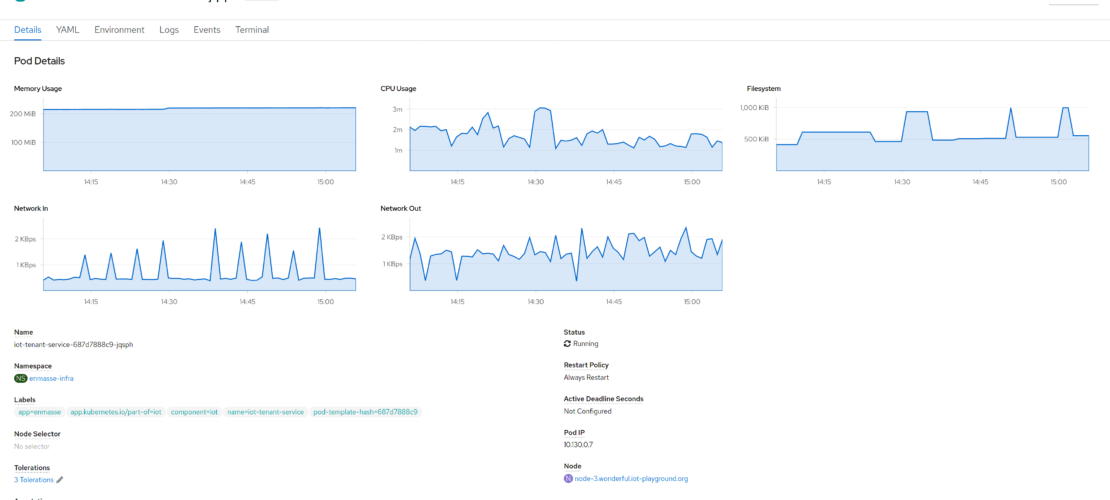 Details YAML Environment Logs Events Terminal
Pod Details
Memory Usage
200 MiB
100 MiB
14:15 14:30 14:45 15:00
CPU Usage
3m
2m
1m
14:15 14:30 14:45 15:00
Filesystem
1,000 KiB
500 KiB
14:15 14:30 14:45 15:00
Network In
2 KBps
1 KBps
14:15 14:30 14:45 15:00
Network Out
2 KBps
1 KBps
14:15 14:30 14:45 15:00
Name
iot-tenant-service-687d7888c9-jqsph
Namespace
NS enmasse-infra
Labels
app=enmasse app.kubernetes.io/part-of=iot component=iot name=iot-tenant-service pod-template-hash=687d7888c9
Node Selector
No selector
Tolerations
3 Tolerations
Status
Running
Restart Policy
Always Restart
Active Deadline Seconds
Not Configured
Pod IP
10.130.0.7
Node
N node-3.wonderful.iot-playground.org